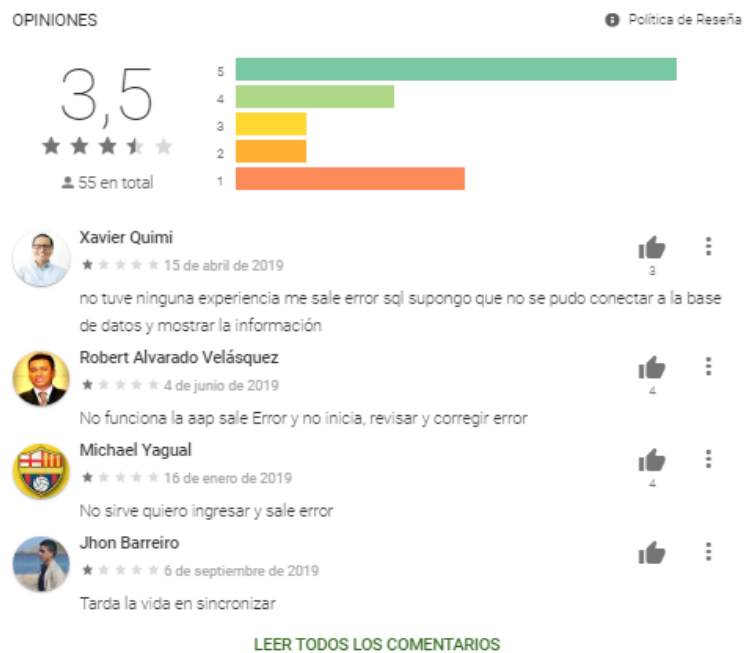 OPINIONES
Política de Reseña
3,5
55 en total
5
4
3
2
1
Xavier Quimi
15 de abril de 2019
3
no tuve ninguna experiencia me sale error sql supongo que no se pudo conectar a la base
de datos y mostrar la información
Robert Alvarado Velásquez
4 de junio de 2019
4
No funciona la aap sale Error y no inicia, revisar y corregir error
Michael Yagual
16 de enero de 2019
4
No sirve quiero ingresar y sale error
Jhon Barreiro
6 de septiembre de 2019
Tarda la vida en sincronizar
LEER TODOS LOS COMENTARIOS